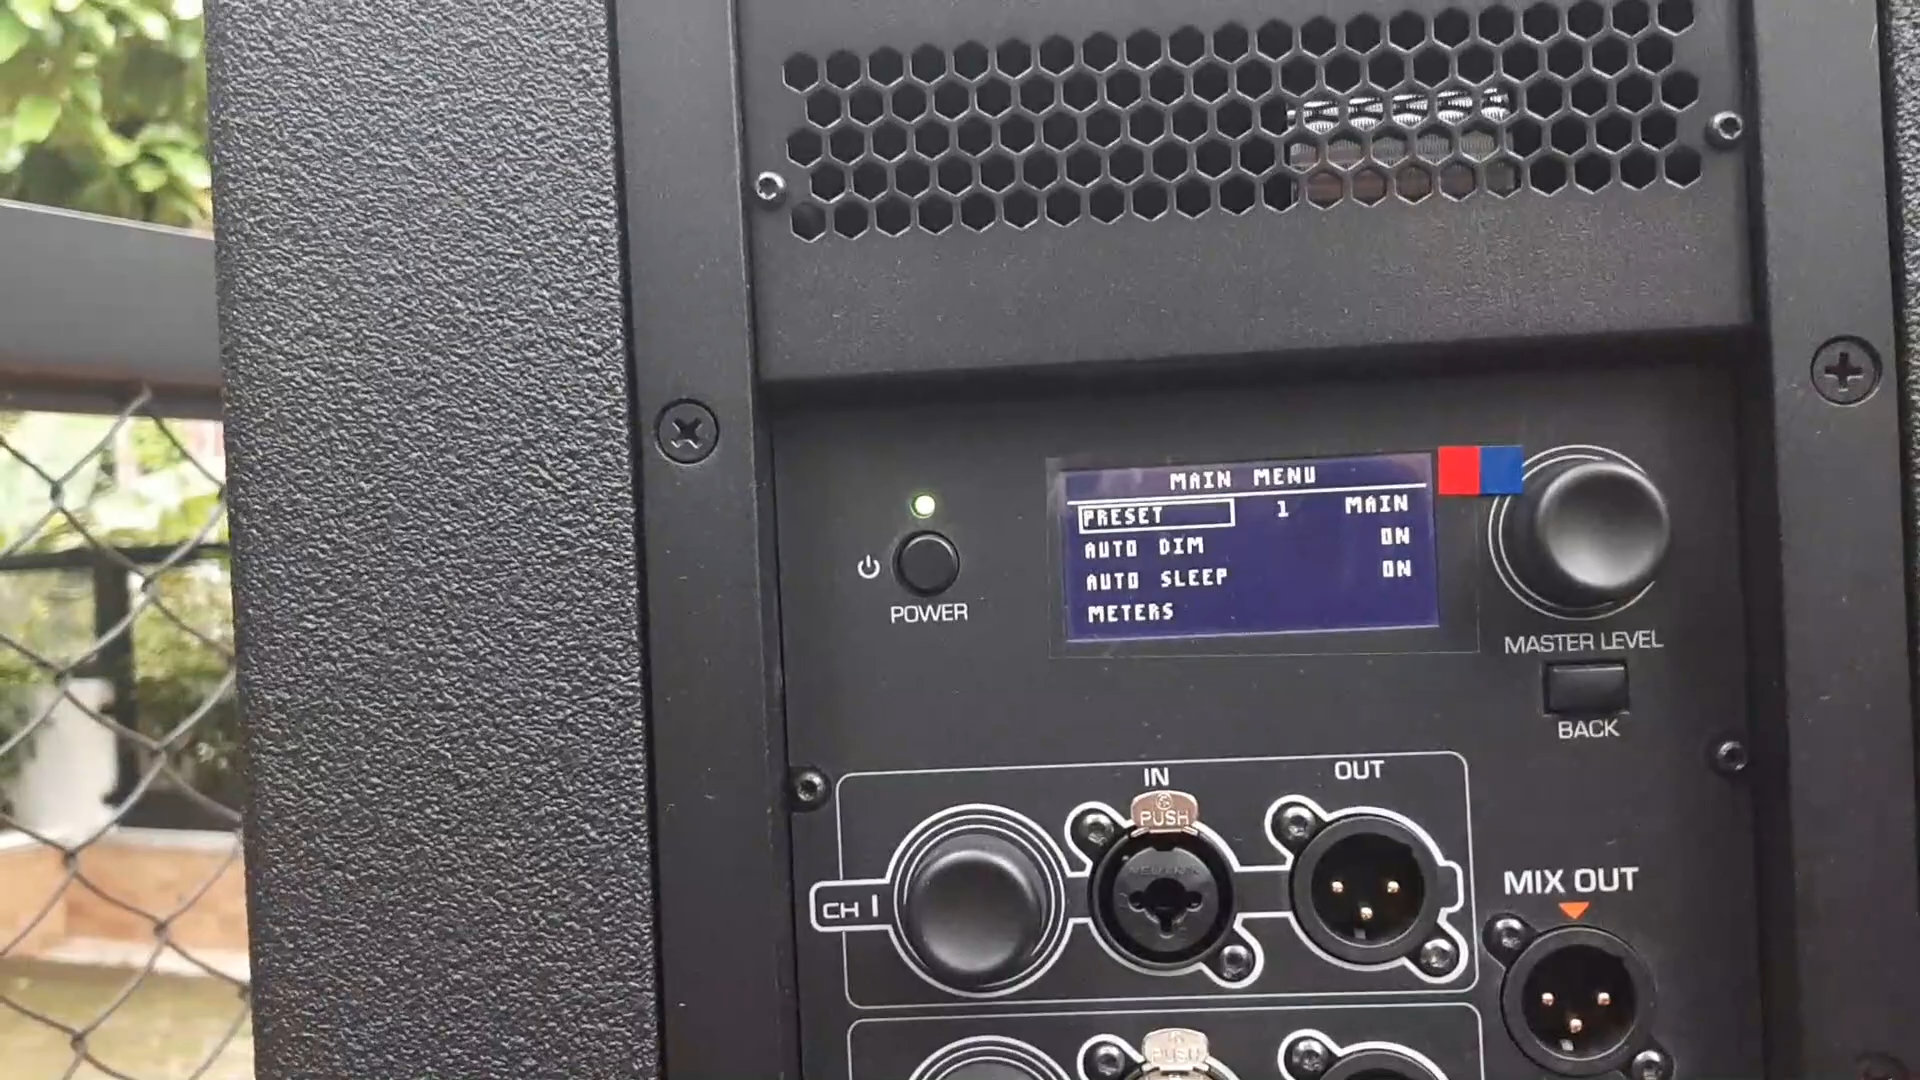 MAIN MENU
PRESET 1 MAIN
AUTO DIM ON
AUTO SLEEP ON
METERS
POWER
MASTER LEVEL
BACK
IN
OUT
PUSH
CH 1
MIX OUT
PUSH